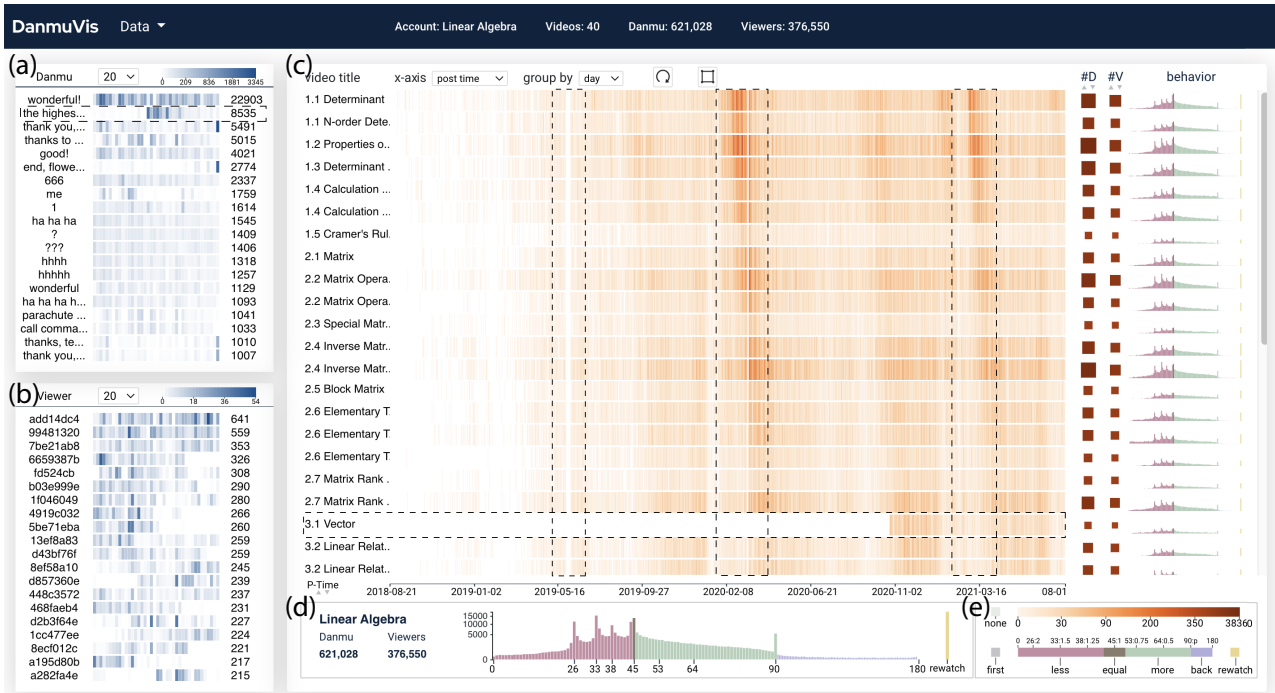 DanmuVis Data Account: Linear Algebra Videos: 40 Danmu: 621,028 Viewers: 376,550
(a) Danmu 20 0 209 836 1881 3345
wonderful! 22903
the highes... 8535
thank you,... 5491
thanks to ... 5015
good! 4021
end, flowe... 2774
666 2337
me 1759
1 1614
ha ha ha 1545
? 1409
??? 1406
hhhh 1318
hhhhh 1257
wonderful 1129
ha ha ha h... 1093
parachute ... 1041
call comma... 1033
thanks, te... 1010
thank you,... 1007
(b) Viewer 20 0 18 36 54
add14dc4 641
99481320 559
7be21ab8 353
6659387b 326
fd524cb 308
b03e999e 290
1f046049 280
4919c032 266
5be71eba 260
13ef8a83 259
d43bf76f 259
8ef58a10 245
d857360e 239
448c3572 237
468faeb4 231
d2b3f64e 227
1cc477ee 224
8ecf012c 221
a195d80b 217
a282fa4e 215
(c) video title x-axis post time group by day #D #V behavior
1.1 Determinant
1.1 N-order Dete.
1.2 Properties o...
1.3 Determinant .
1.4 Calculation ...
1.4 Calculation ...
1.5 Cramer's Rul.
2.1 Matrix
2.2 Matrix Opera.
2.2 Matrix Opera.
2.3 Special Matr..
2.4 Inverse Matr..
2.4 Inverse Matr..
2.5 Block Matrix
2.6 Elementary T.
2.6 Elementary T
2.6 Elementary T
2.7 Matrix Rank .
2.7 Matrix Rank .
3.1 Vector
3.2 Linear Relat..
3.2 Linear Relat..
P-Time 2018-08-21 2019-01-02 2019-05-16 2019-09-27 2020-02-08 2020-06-21 2020-11-02 2021-03-16 08-01
(d) Linear Algebra
Danmu Viewers
621,028 376,550
15000
10000
5000
0
0 26 33 38 45 53 64 90 180 rewatch
(e) none 0 30 90 200 350 38360
0 26:2 33:1.5 38:1.25 45:1 53:0.75 64:0.5 90:p 180
first less equal more back rewatch